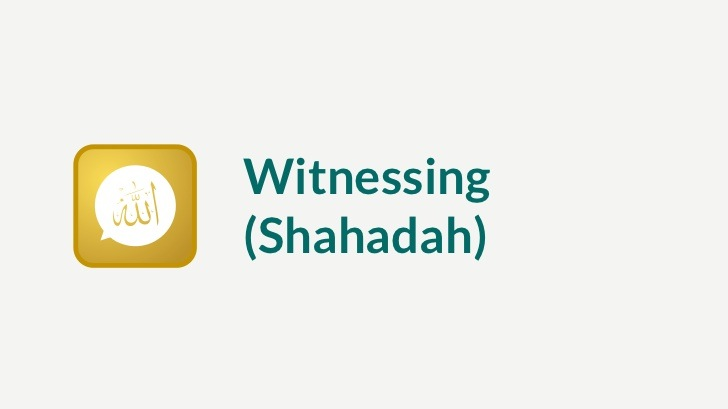 الله
Witnessing
(Shahadah)